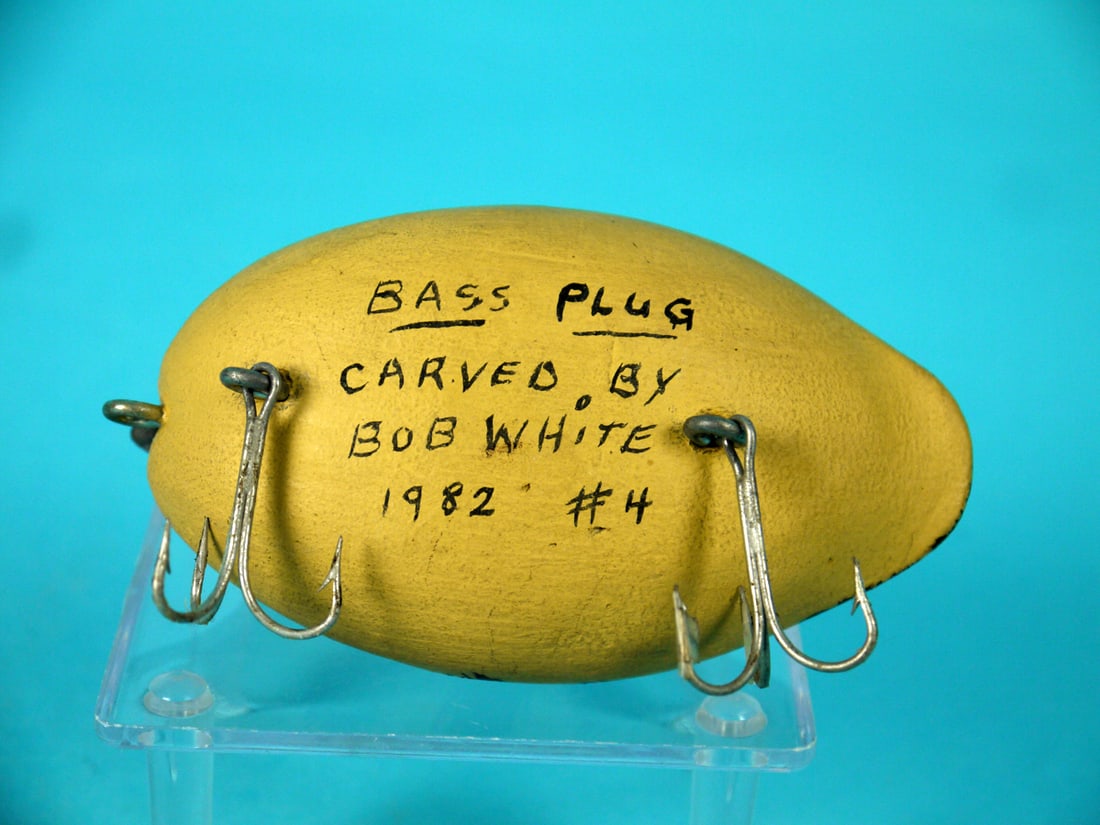 BASS PLUG
CARVED BY
BOB WHiTE
1982 #4